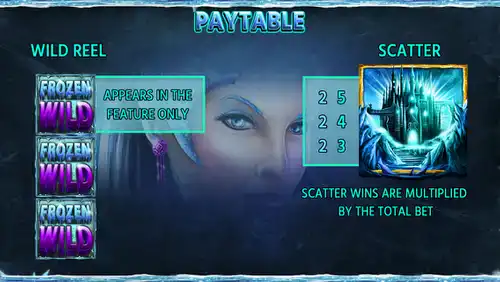 PAYTABLE
WILD REEL
FROZEN
WILD
APPEARS IN THE
FEATURE ONLY
FROZEN
WILD
FROZEN
WILD
SCATTER
2 5
2 4
2 3
SCATTER WINS ARE MULTIPLIED
BY THE TOTAL BET